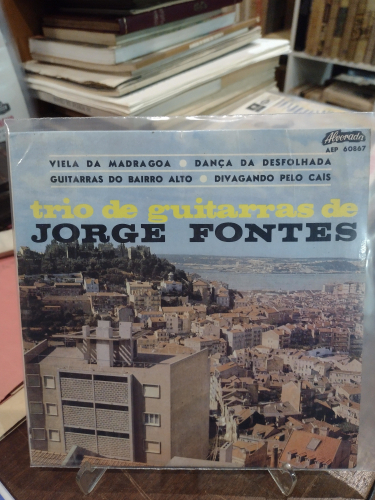 Alvorada
AEP 60867
VIELA DA MADRAGOA • DANÇA DA DESFOLHADA
GUITARRAS DO BAIRRO ALTO • DIVAGANDO PELO CAÍS
trio de guitarras de
JORGE FONTES